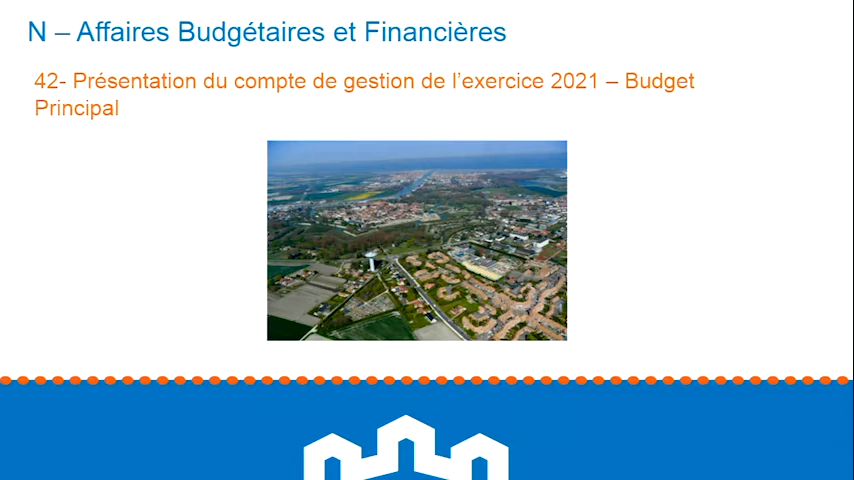 N – Affaires Budgétaires et Financières
42- Présentation du compte de gestion de l’exercice 2021 – Budget
Principal